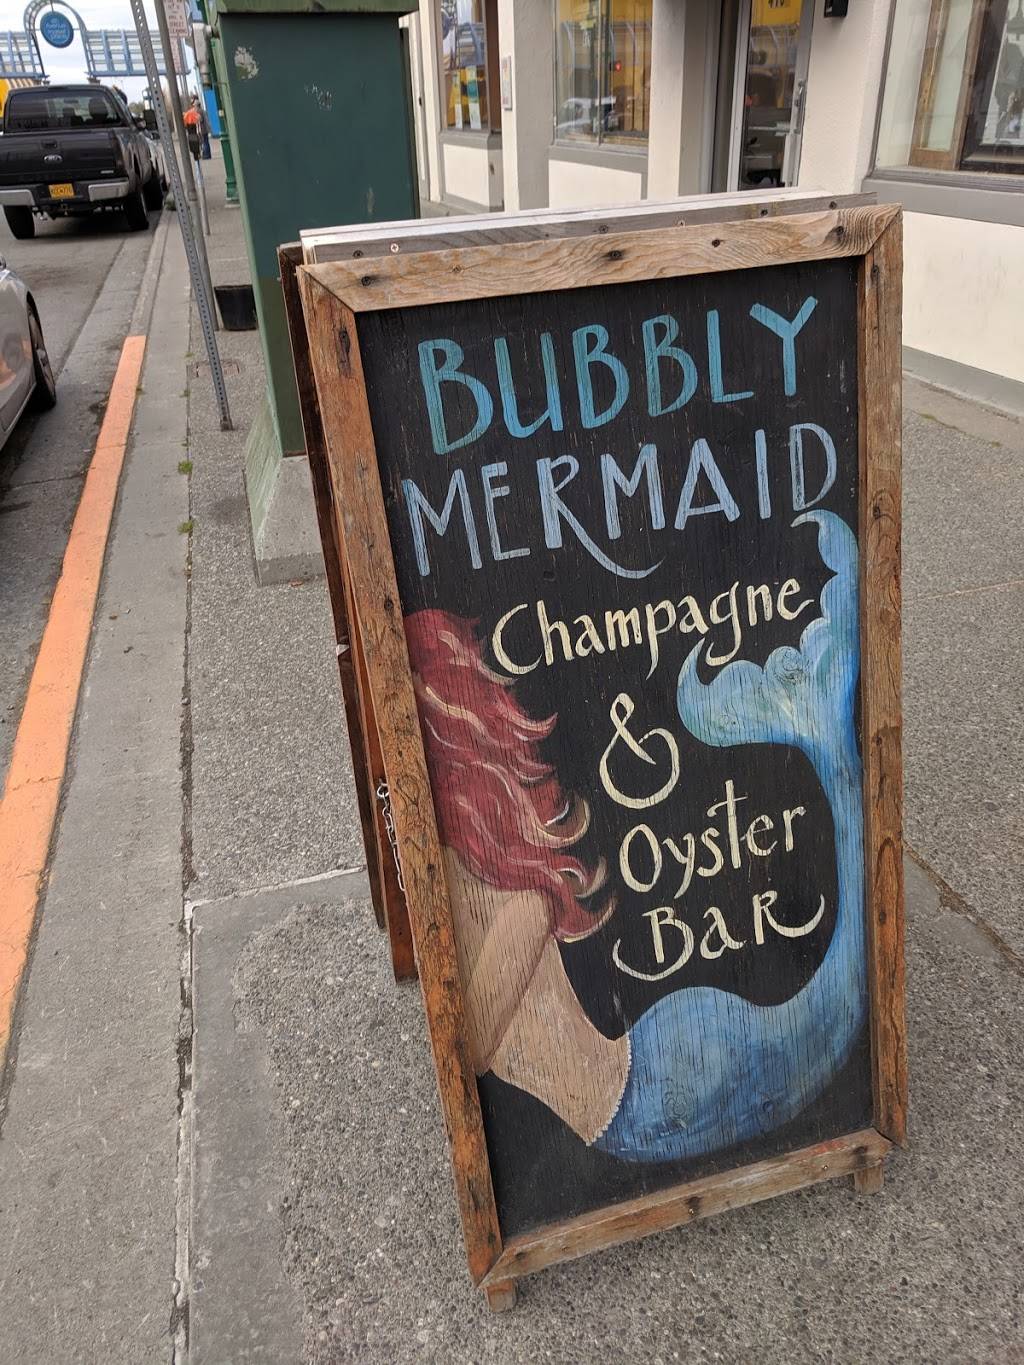 BUBBLY
MERMAID
Champagne
&
Oyster
BAR